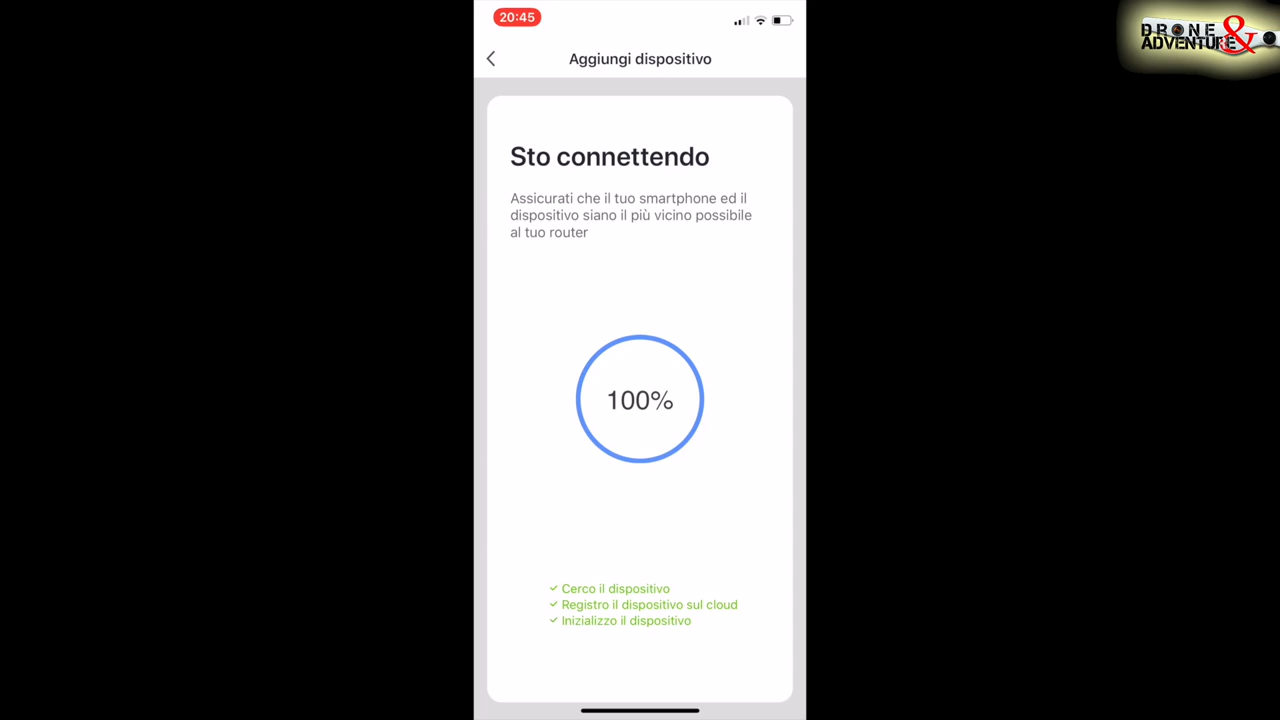 20:45
DRONE & ADVENTURE
Aggiungi dispositivo
Sto connettendo
Assicurati che il tuo smartphone ed il
dispositivo siano il più vicino possibile
al tuo router
100%
Cerco il dispositivo
Registro il dispositivo sul cloud
Inizializzo il dispositivo